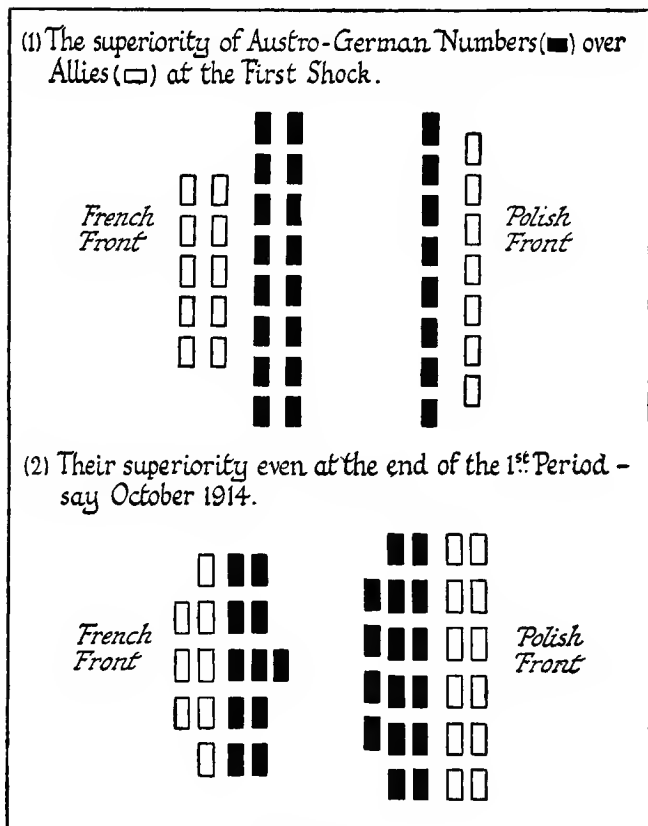 (1) The superiority of Austro-German Numbers(■) over
Allies(▭) at the First Shock.
French
Front
Polish
Front
(2) Their superiority even at the end of the 1st Period –
say October 1914.
French
Front
Polish
Front